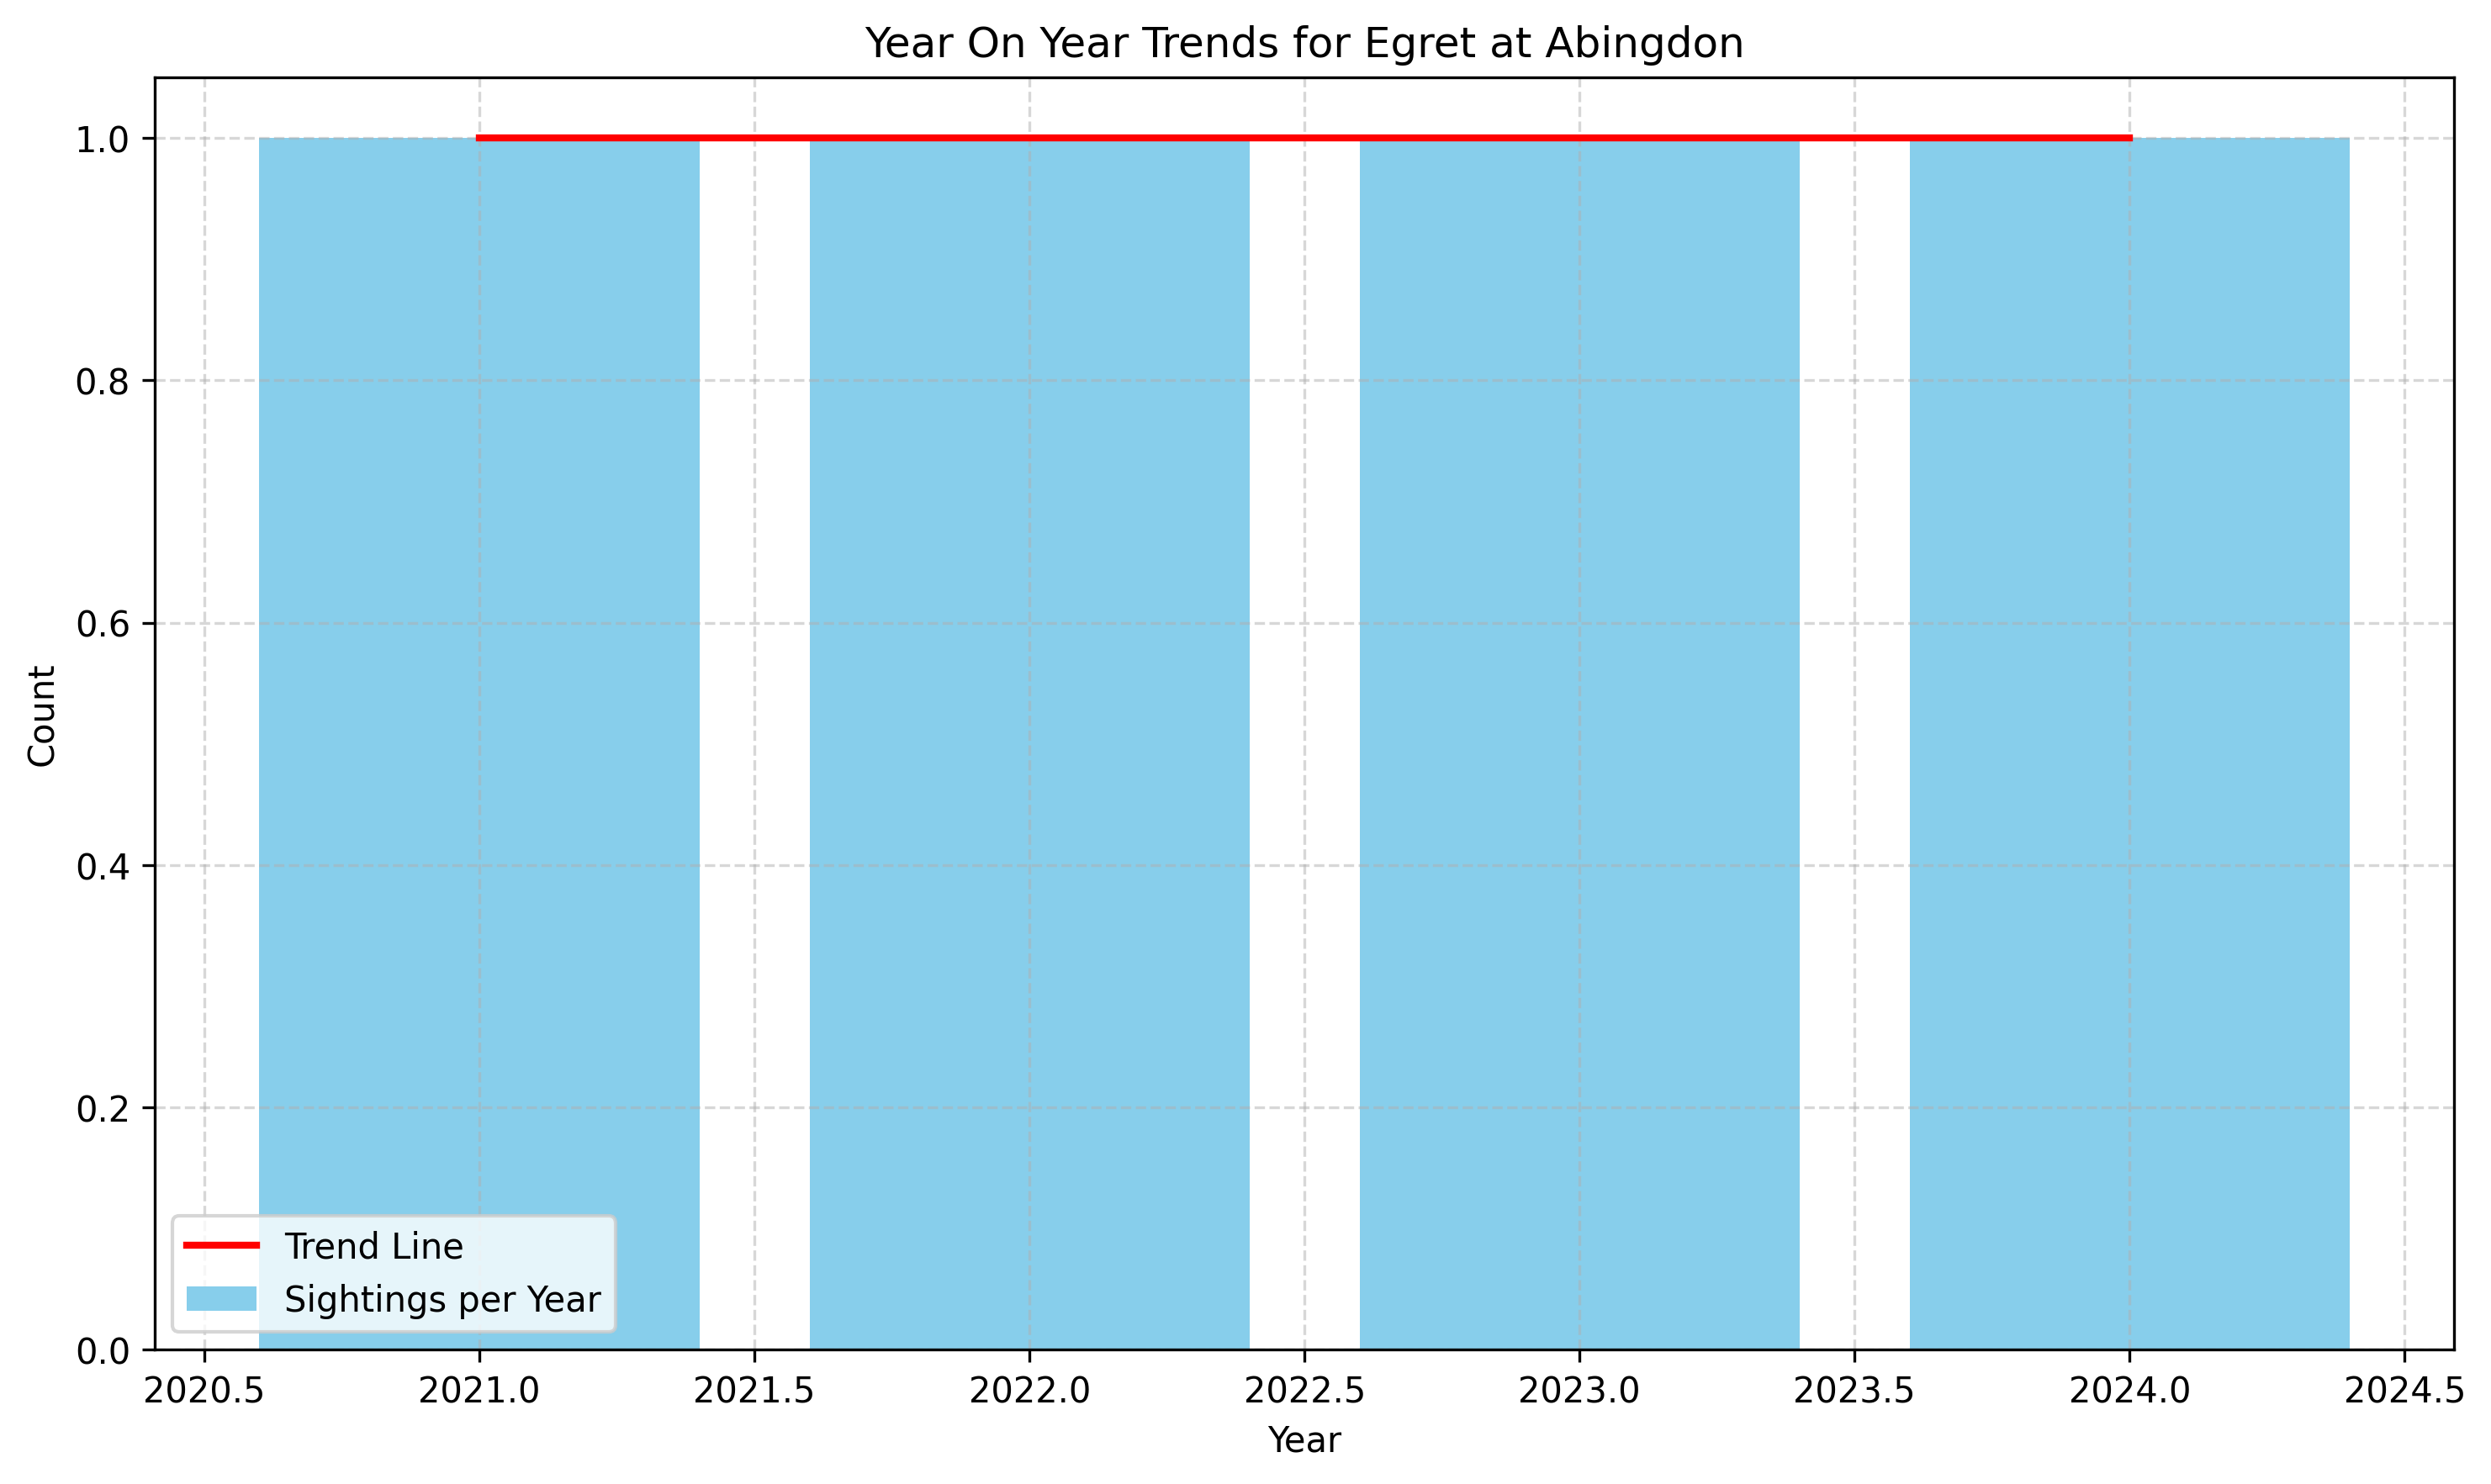 Year On Year Trends for Egret at Abingdon
Count
1.0
0.8
0.6
0.4
0.2
0.0
Trend Line
Sightings per Year
2020.5 2021.0 2021.5 2022.0 2022.5 2023.0 2023.5 2024.0 2024.5
Year